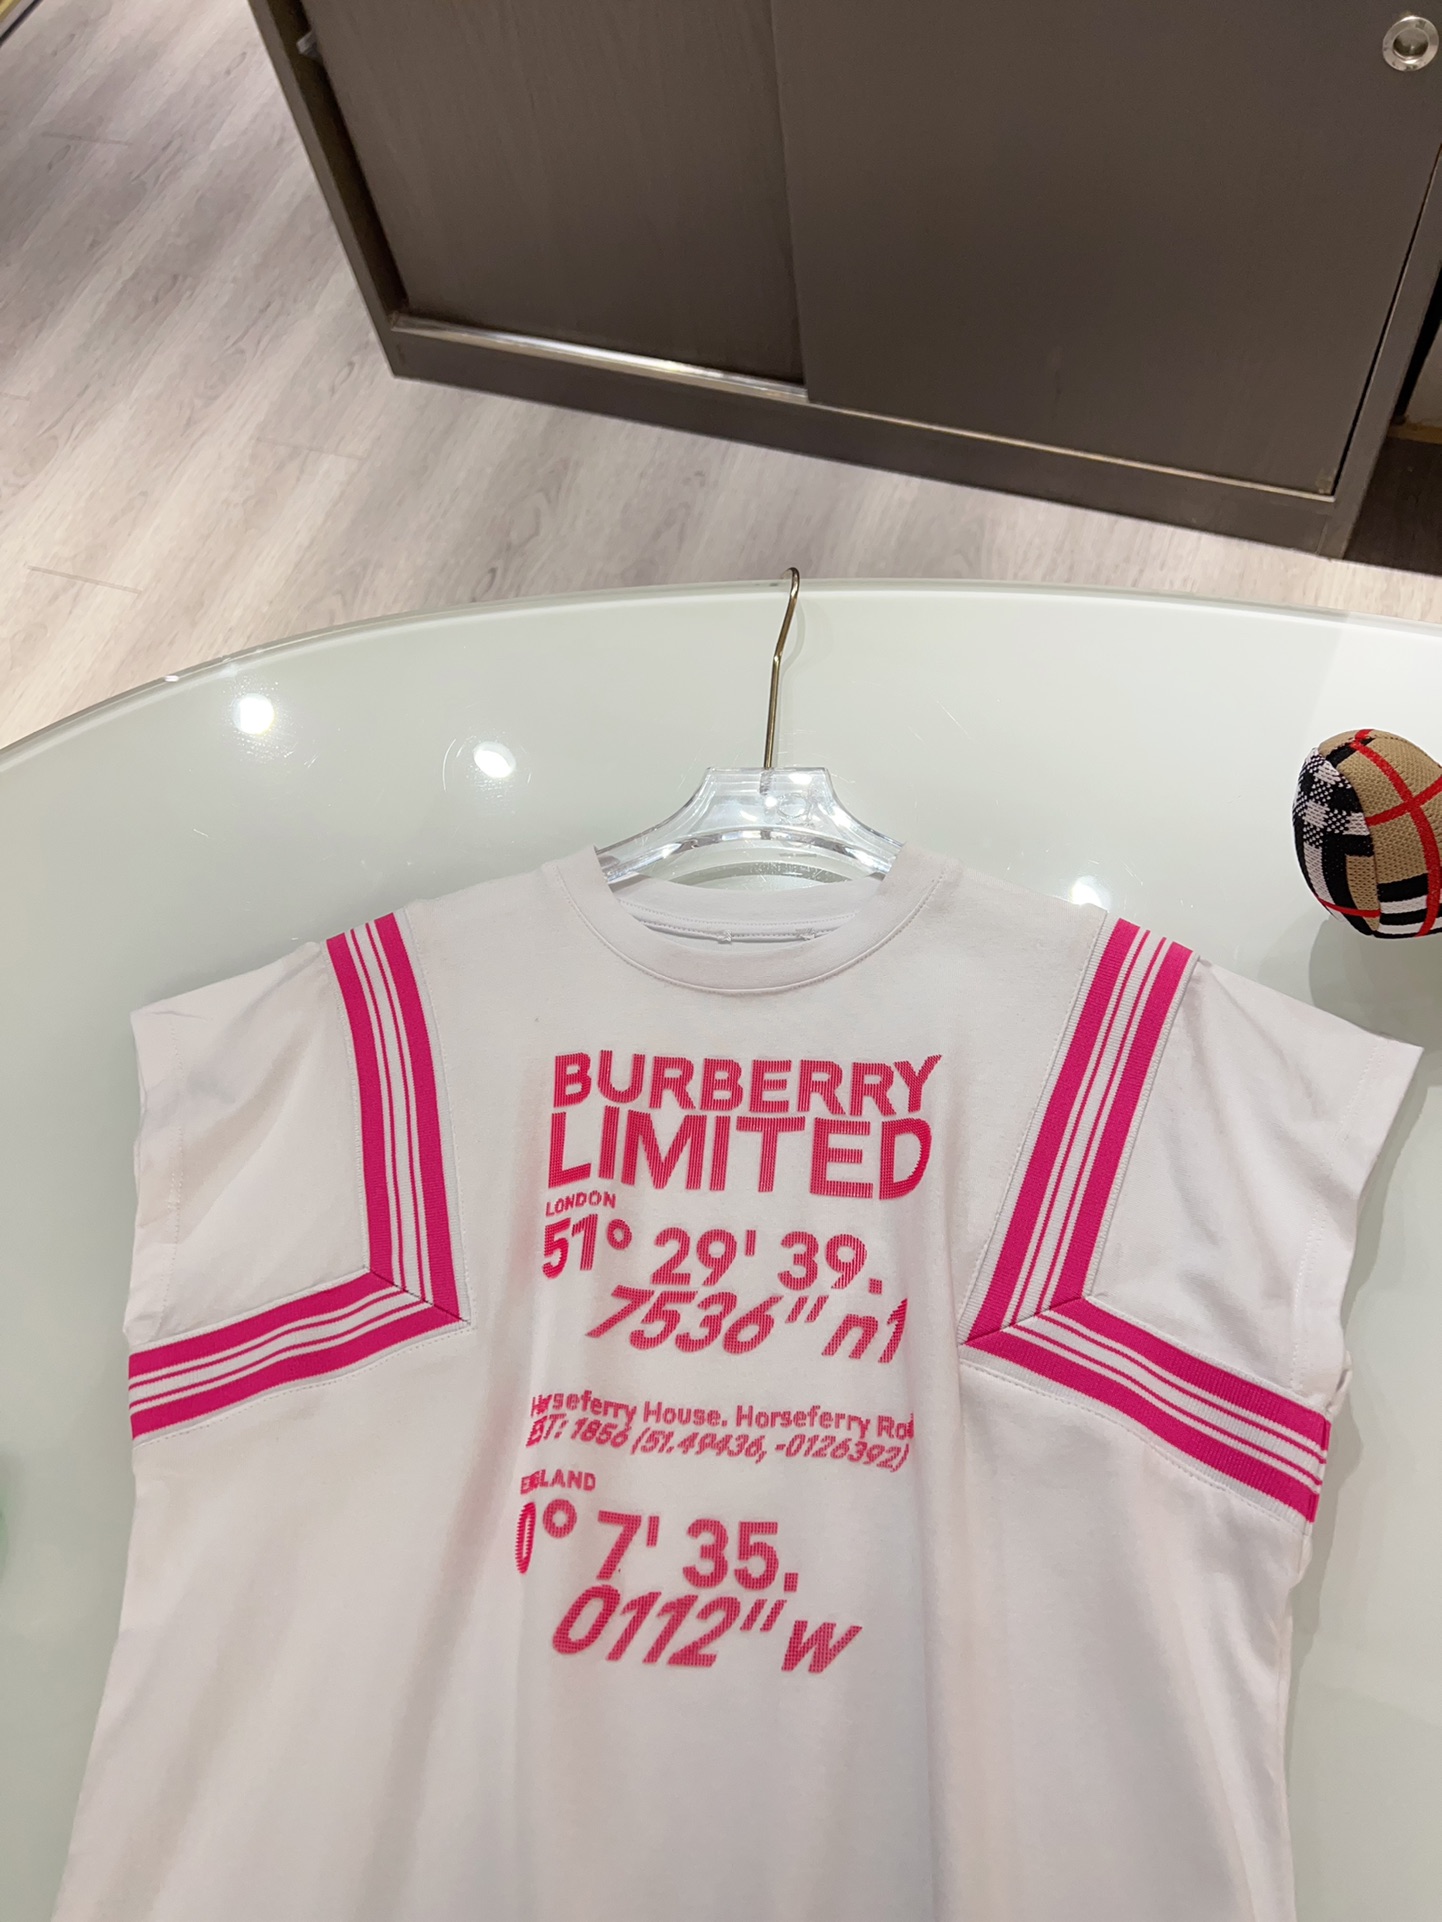 BURBERRY
LIMITED
LONDON
51° 29' 39.
7536" n1
Horseferry House. Horseferry Ro
EST: 1856 (51.49436, -0126392)
ENGLAND
0° 7' 35.
0112" w